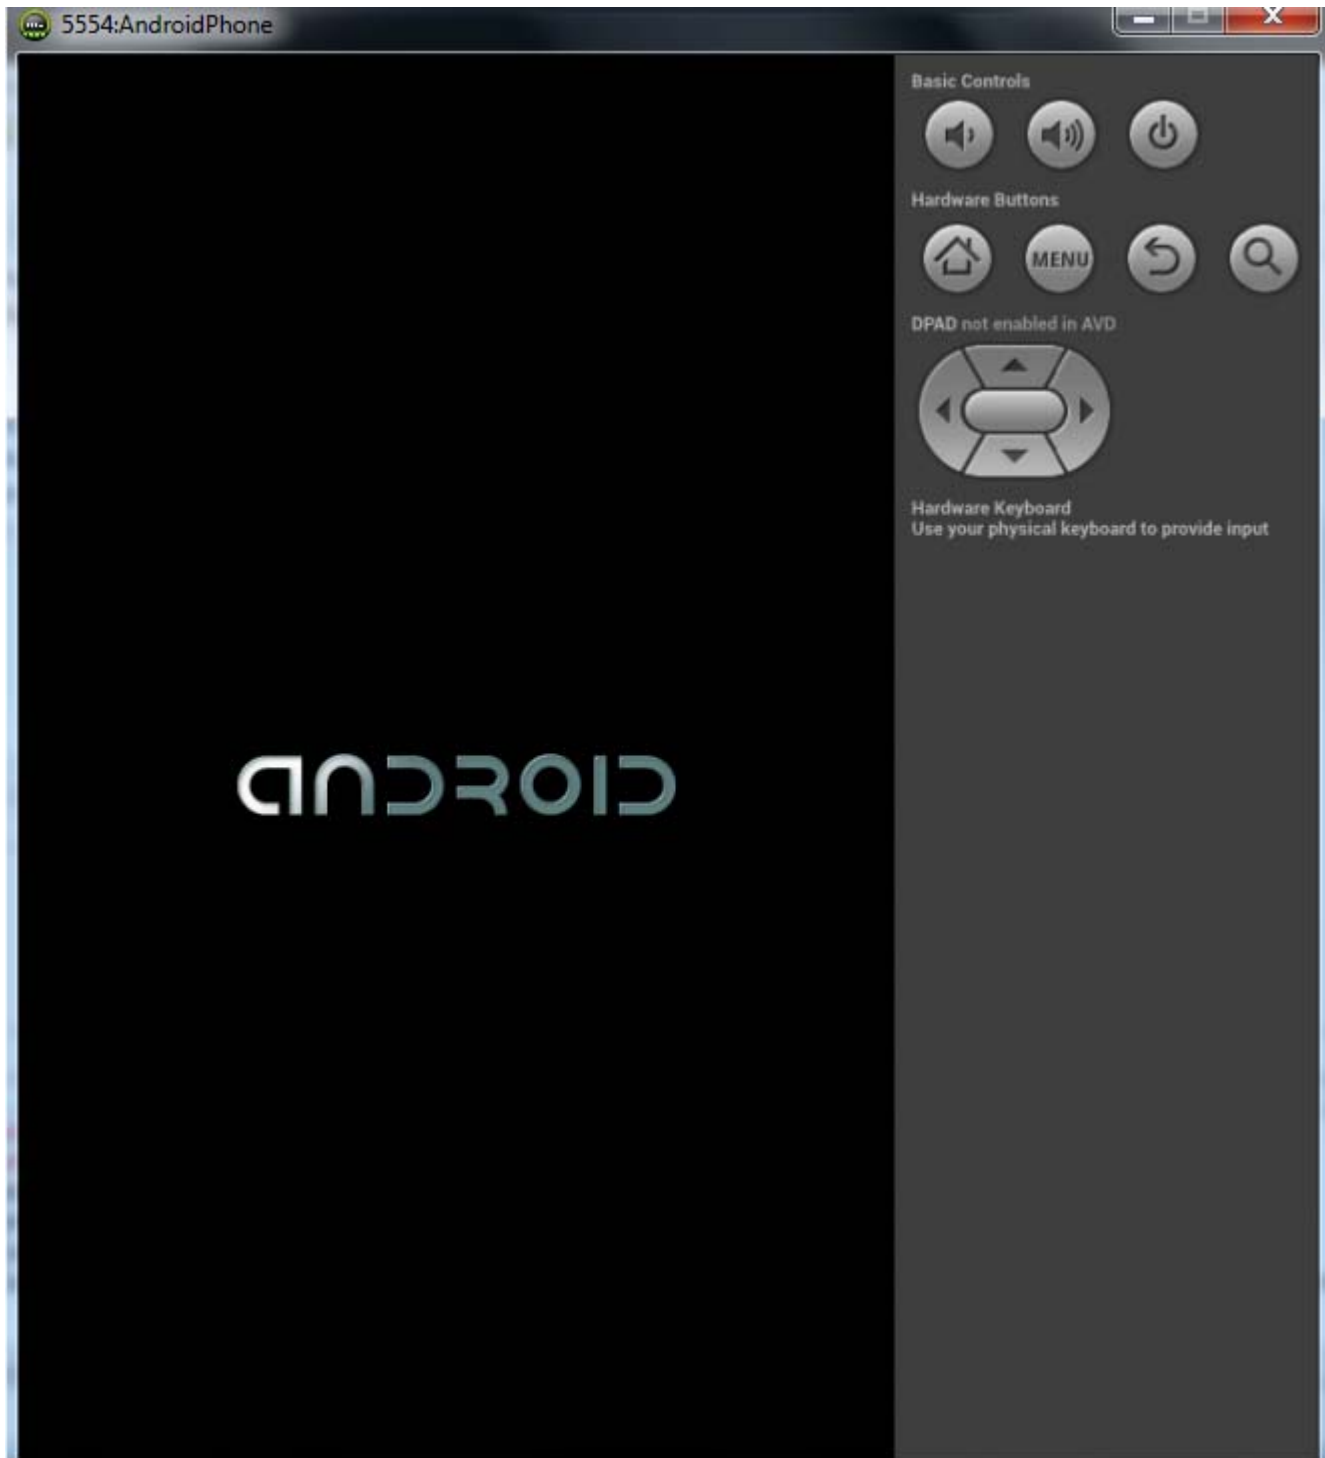 5554:AndroidPhone
Basic Controls
Hardware Buttons
MENU
DPAD not enabled in AVD
Hardware Keyboard
Use your physical keyboard to provide input
ANDROID